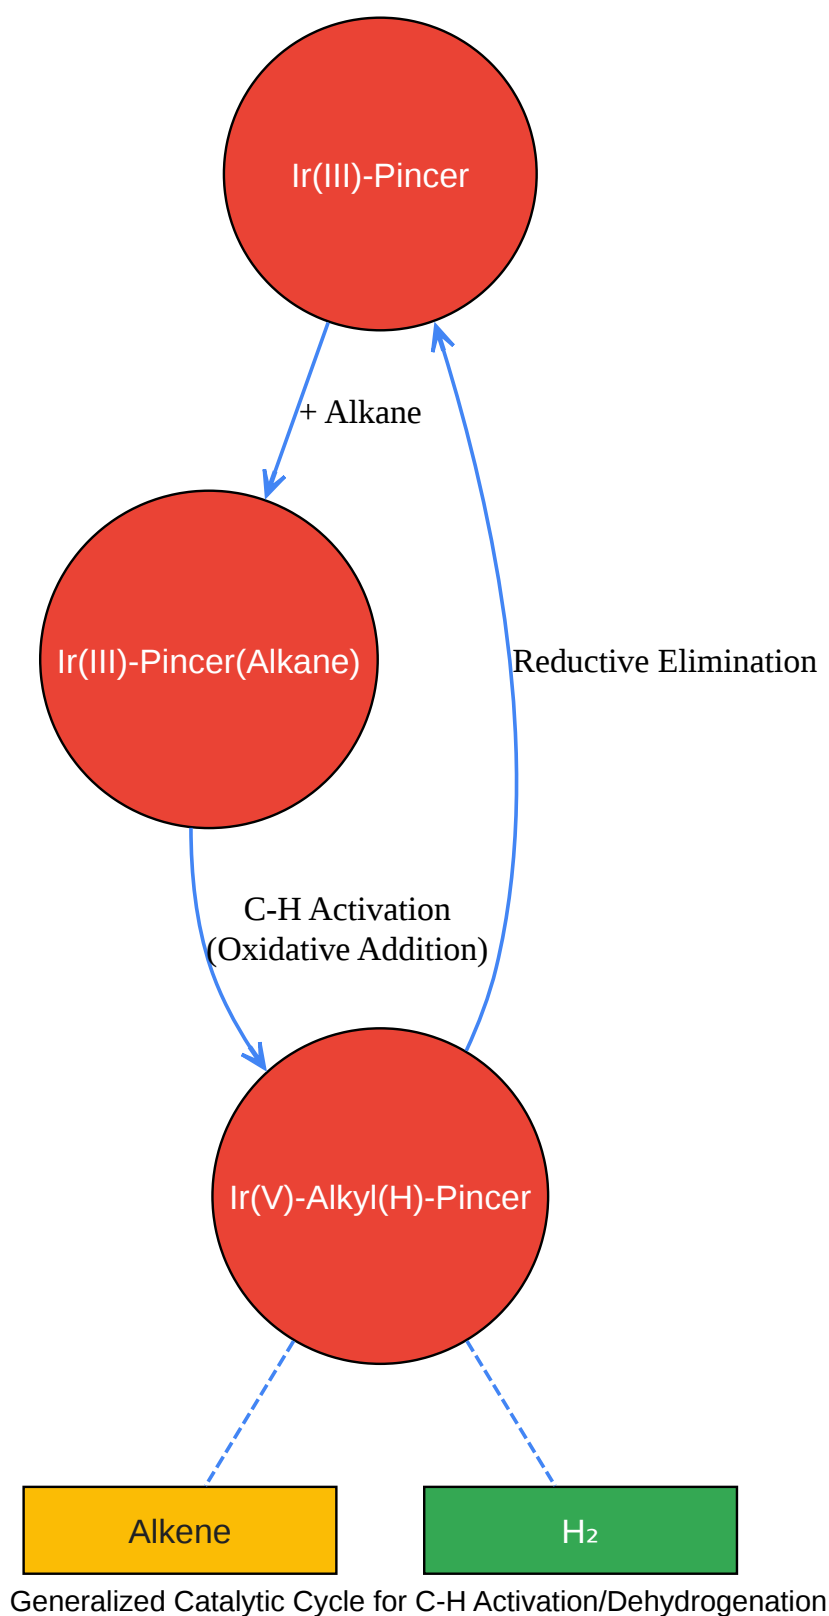 Ir(III)-Pincer
+ Alkane
Ir(III)-Pincer(Alkane)
Reductive Elimination
C-H Activation
(Oxidative Addition)
Ir(V)-Alkyl(H)-Pincer
Alkene
H₂
Generalized Catalytic Cycle for C-H Activation/Dehydrogenation